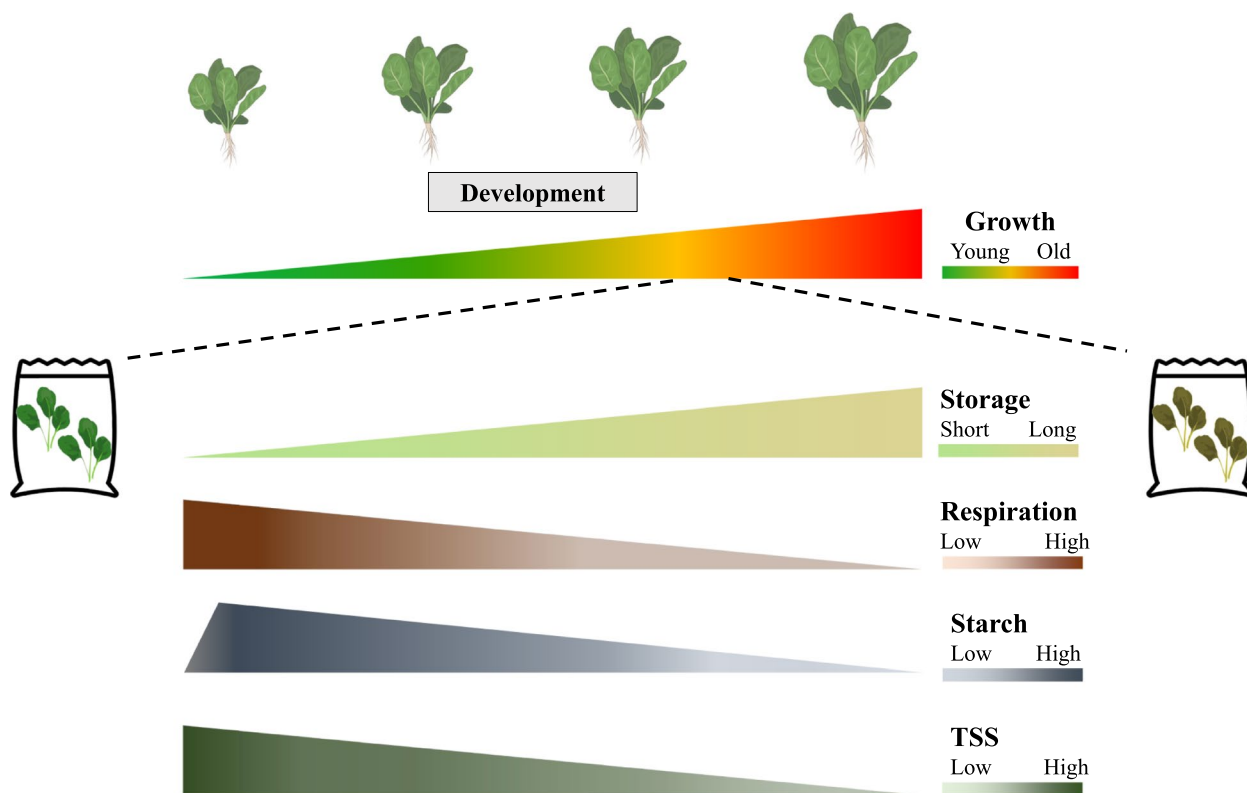 Development
Growth
Young Old
Storage
Short Long
Respiration
Low High
Starch
Low High
TSS
Low High